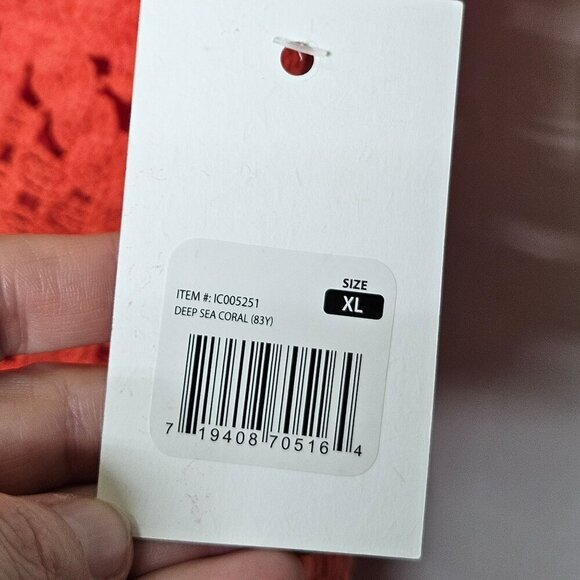 SIZE
XL
ITEM #: IC005251
DEEP SEA CORAL (83Y)
7 19408 70516 4